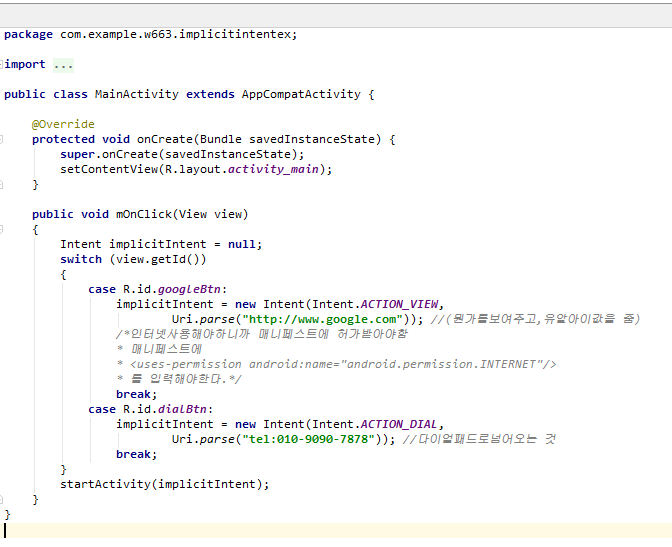 package com.example.w663.implicitintentex;
import ...
public class MainActivity extends AppCompatActivity {
@Override
protected void onCreate(Bundle savedInstanceState) {
super.onCreate(savedInstanceState);
setContentView(R.layout.activity_main);
}
public void mOnClick(View view)
{
Intent implicitIntent = null;
switch (view.getId())
{
case R.id.googleBtn:
implicitIntent = new Intent(Intent.ACTION_VIEW,
Uri.parse("http://www.google.com")); //(뭔가를보여주고,유알아이값을 줌)
/*인터넷사용해야하니까 매니페스트에 허가받아야함
* 매니페스트에
* <uses-permission android:name="android.permission.INTERNET"/>
* 를 입력해야한다.*/
break;
case R.id.dialBtn:
implicitIntent = new Intent(Intent.ACTION_DIAL,
Uri.parse("tel:010-9090-7878")); //다이얼패드로넘어오는 것
break;
}
startActivity(implicitIntent);
}
}